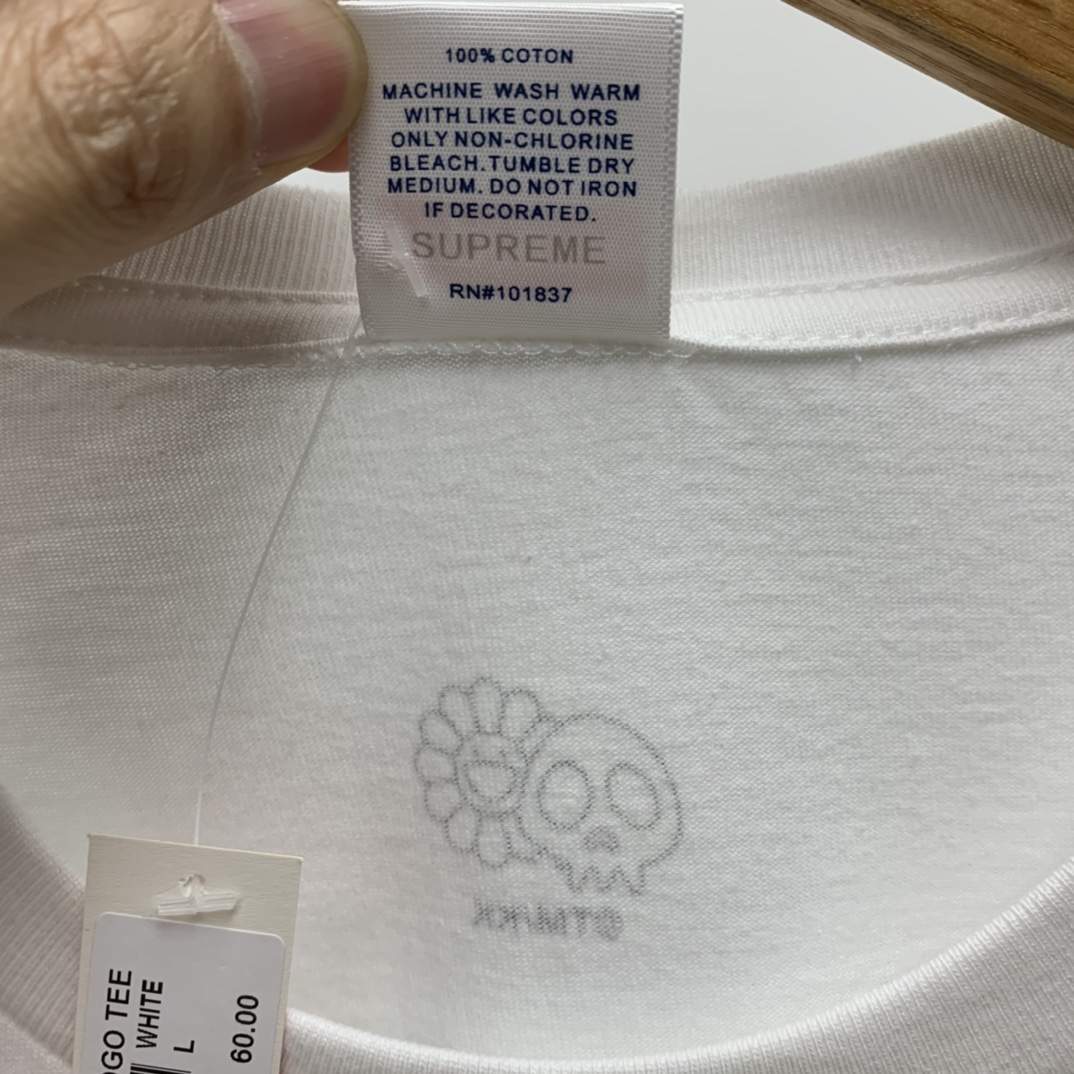 100% COTON
MACHINE WASH WARM
WITH LIKE COLORS
ONLY NON-CHLORINE
BLEACH.TUMBLE DRY
MEDIUM. DO NOT IRON
IF DECORATED.
SUPREME
RN#101837
OGO TEE
WHITE
L
60.00